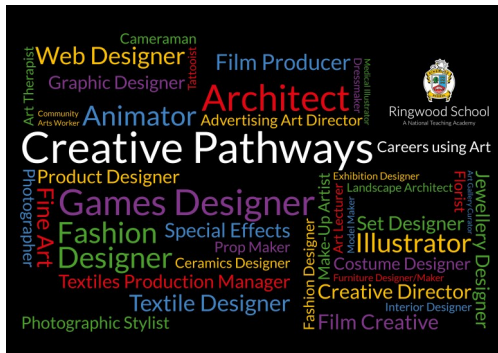 Cameraman
Web Designer
Tattooist
Art Therapist
Graphic Designer
Film Producer
Dressmaker
Medical Illustrator
Community
Arts Worker
Animator
Architect
Advertising Art Director
Ringwood School
A National Teaching Academy
Creative Pathways
Careers using Art
Photographer
Product Designer
Fine Art
Games Designer
Fashion
Designer
Special Effects
Prop Maker
Ceramics Designer
Textiles Production Manager
Textile Designer
Photographic Stylist
Fashion Designer
Make-Up Artist
Exhibition Designer
Landscape Architect
Art Lecturer
Model Maker
Florist
Art Gallery Curator
Jewellery Designer
Set Designer
Illustrator
Costume Designer
Furniture Designer/Maker
Creative Director
Interior Designer
Film Creative